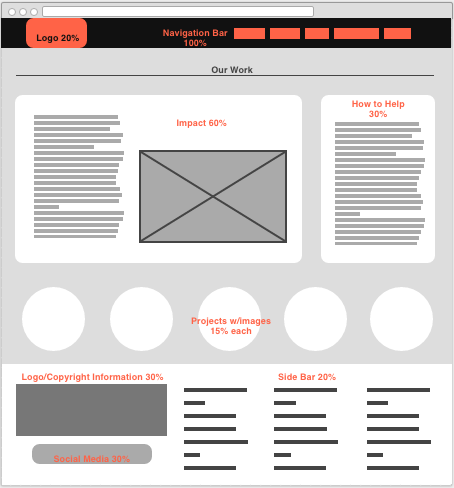 Logo 20%
Navigation Bar
100%
Our Work
Impact 60%
How to Help
30%
Projects w/images
15% each
Logo/Copyright Information 30%
Side Bar 20%
Social Media 30%